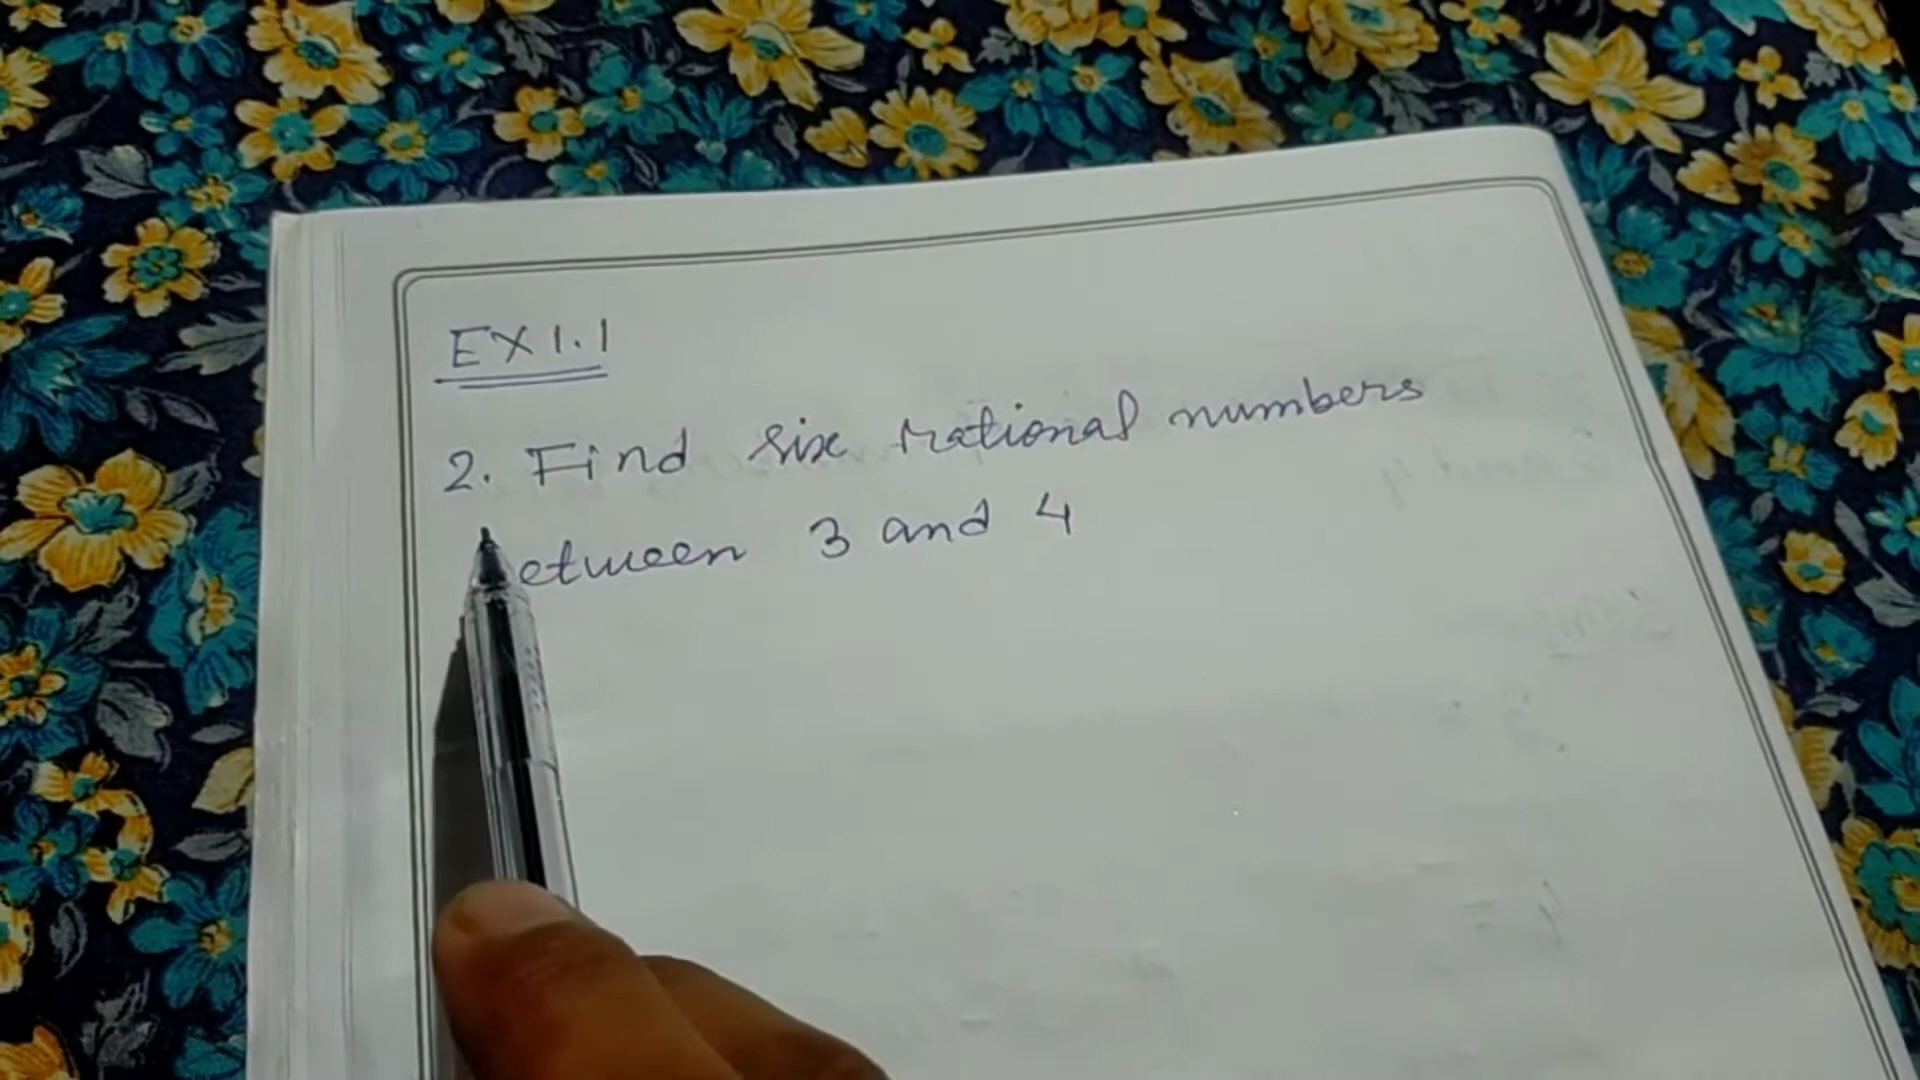 EX 1.1
2. Find six rational numbers
etween 3 and 4